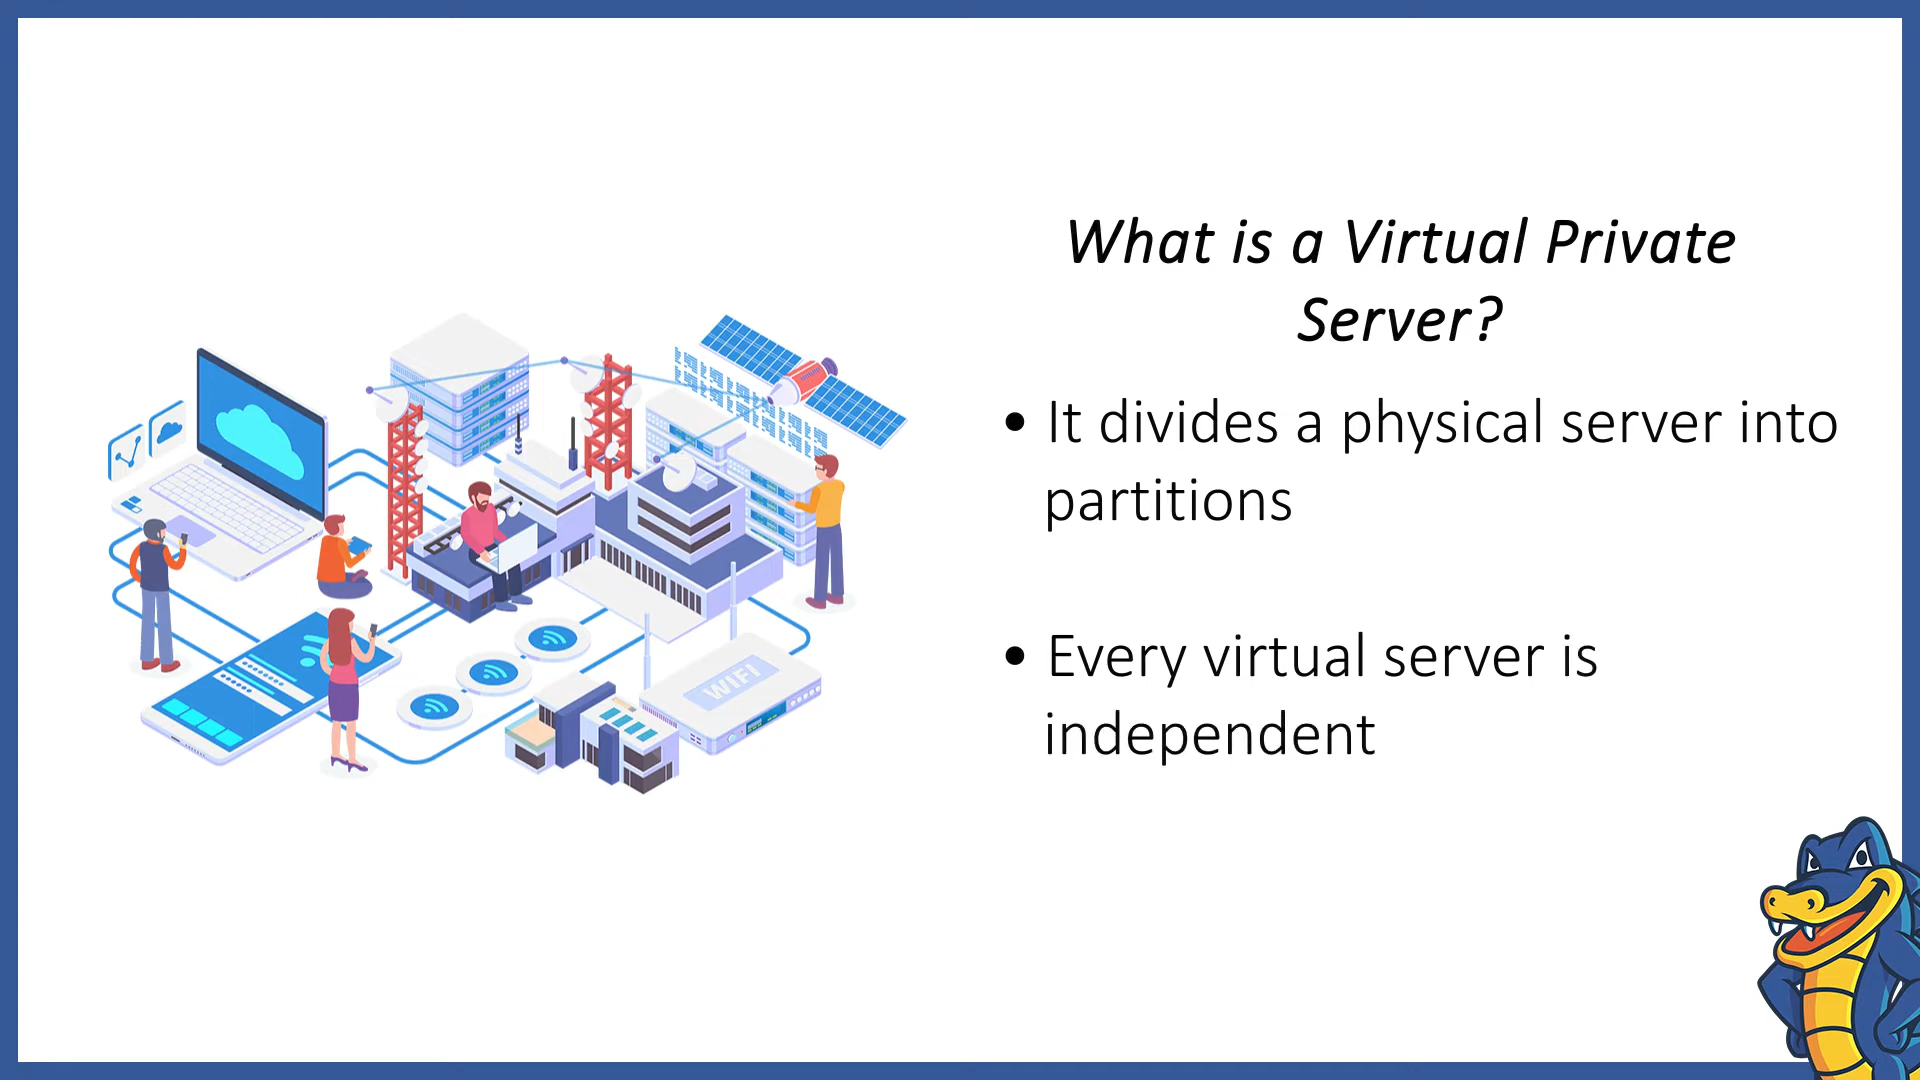 What is a Virtual Private
Server?
• It divides a physical server into
partitions
• Every virtual server is
independent
WIFI